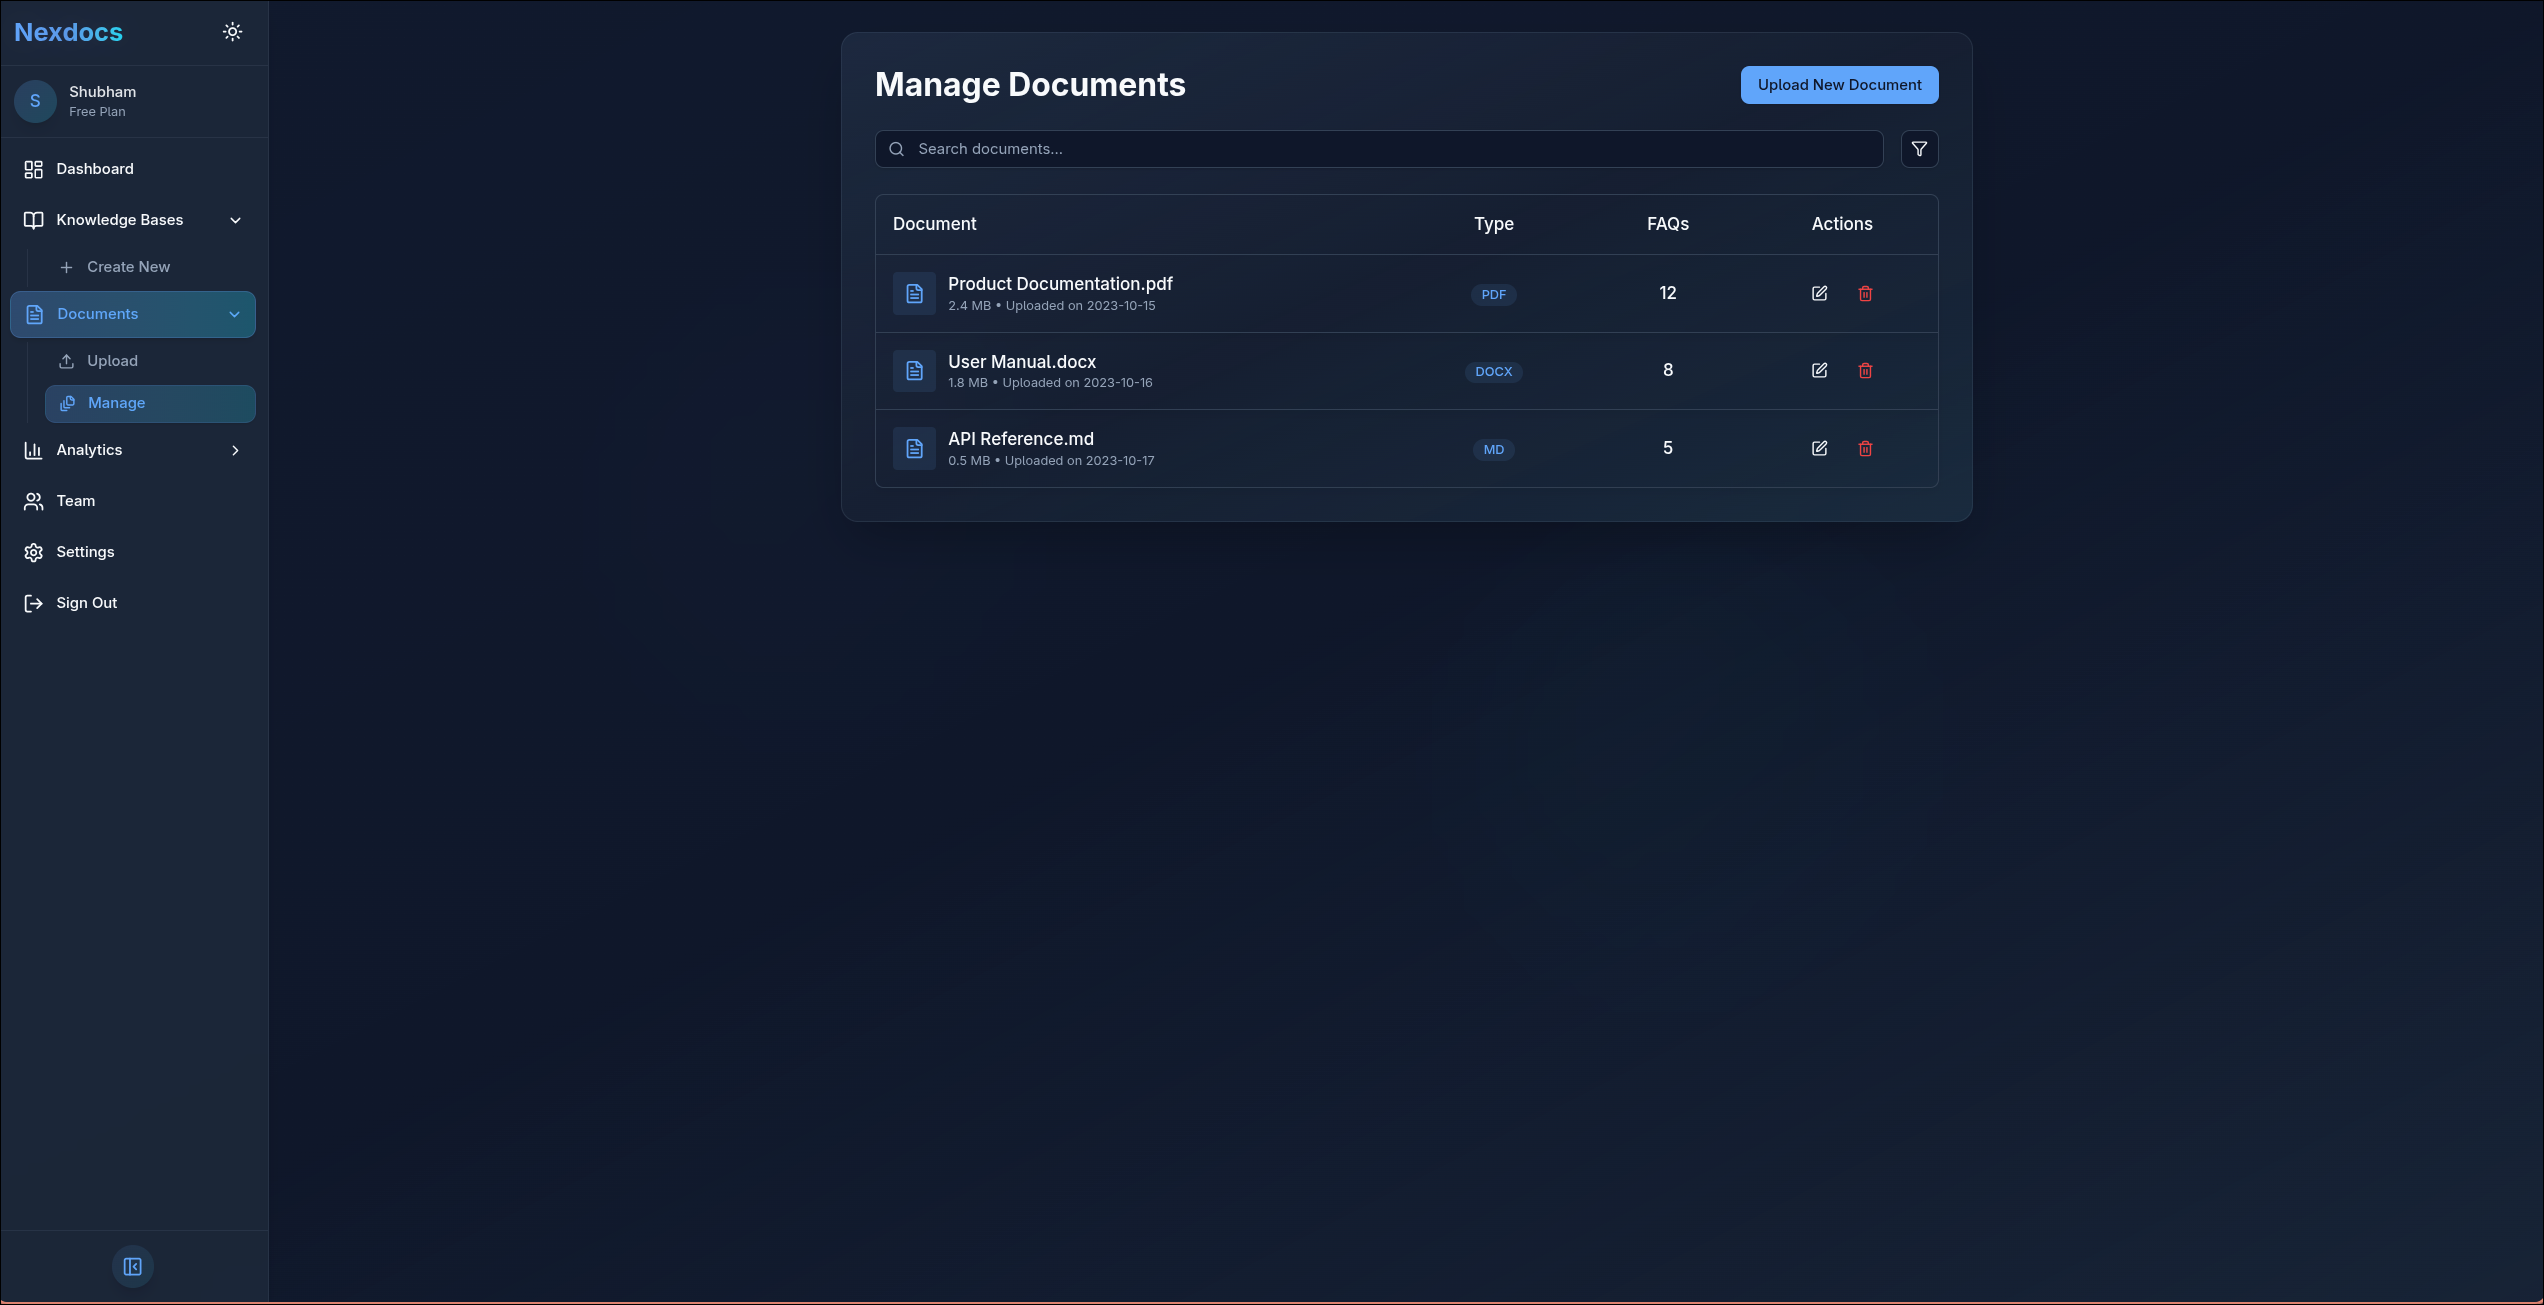 Nexdocs
S
Shubham
Free Plan
Dashboard
Knowledge Bases
Create New
Documents
Upload
Manage
Analytics
Team
Settings
Sign Out
Manage Documents
Upload New Document
Search documents...
Document Type FAQs Actions
Product Documentation.pdf
2.4 MB • Uploaded on 2023-10-15
PDF
12
User Manual.docx
1.8 MB • Uploaded on 2023-10-16
DOCX
8
API Reference.md
0.5 MB • Uploaded on 2023-10-17
MD
5